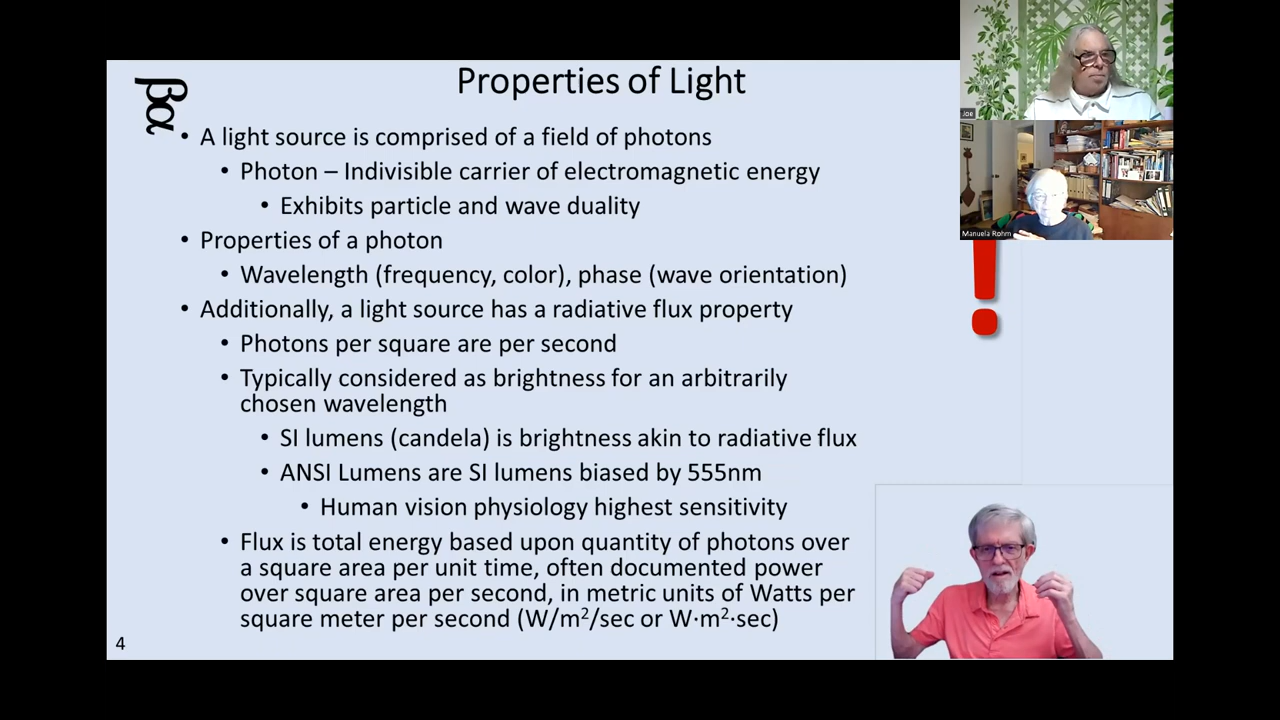 Properties of Light
βα
• A light source is comprised of a field of photons
• Photon – Indivisible carrier of electromagnetic energy
• Exhibits particle and wave duality
• Properties of a photon
• Wavelength (frequency, color), phase (wave orientation)
• Additionally, a light source has a radiative flux property
• Photons per square are per second
• Typically considered as brightness for an arbitrarily
chosen wavelength
• SI lumens (candela) is brightness akin to radiative flux
• ANSI Lumens are SI lumens biased by 555nm
• Human vision physiology highest sensitivity
• Flux is total energy based upon quantity of photons over
a square area per unit time, often documented power
over square area per second, in metric units of Watts per
square meter per second (W/m²/sec or W·m²·sec)
4
Joe
Manuela Rohm
!